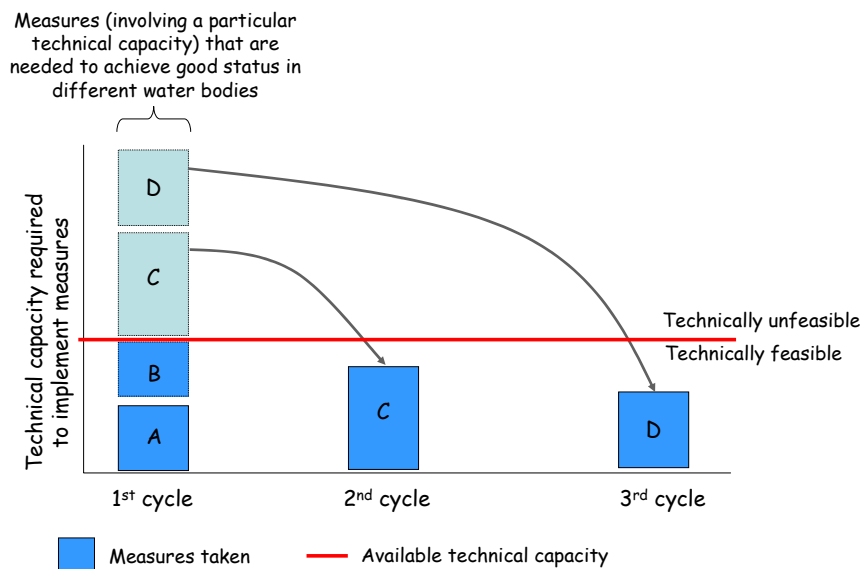 Measures (involving a particular
technical capacity) that are
needed to achieve good status in
different water bodies
D
C
B
A
Technical capacity required
to implement measures
Technically unfeasible
Technically feasible
C
D
1st cycle
2nd cycle
3rd cycle
Measures taken
Available technical capacity